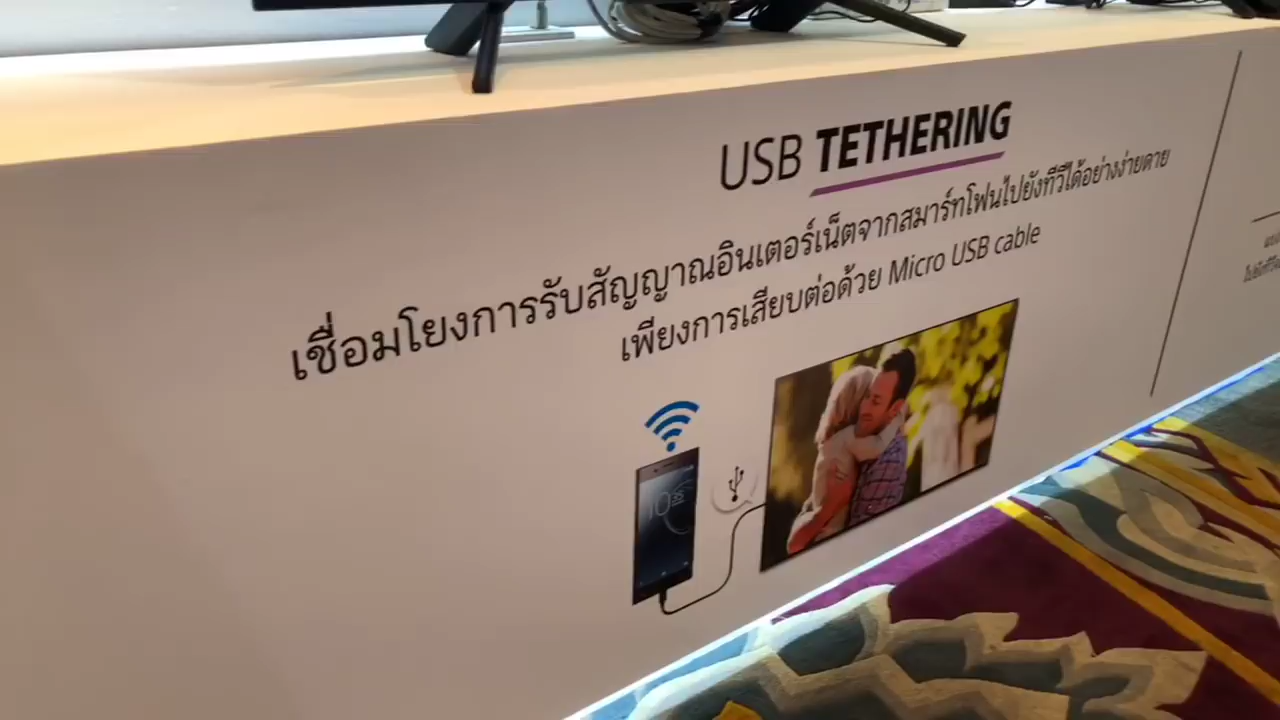 USB TETHERING
เชื่อมโยงการรับสัญญาณอินเตอร์เน็ตจากสมาร์ทโฟนไปยังทีวีได้อย่างง่ายดาย
เพียงการเสียบต่อด้วย Micro USB cable
10 35